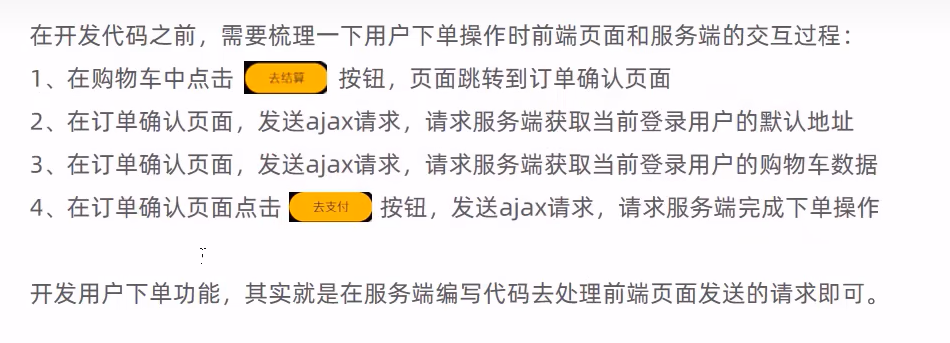 在开发代码之前，需要梳理一下用户下单操作时前端页面和服务端的交互过程：
1、在购物车中点击 去结算 按钮，页面跳转到订单确认页面
2、在订单确认页面，发送ajax请求，请求服务端获取当前登录用户的默认地址
3、在订单确认页面，发送ajax请求，请求服务端获取当前登录用户的购物车数据
4、在订单确认页面点击 去支付 按钮，发送ajax请求，请求服务端完成下单操作
开发用户下单功能，其实就是在服务端编写代码去处理前端页面发送的请求即可。